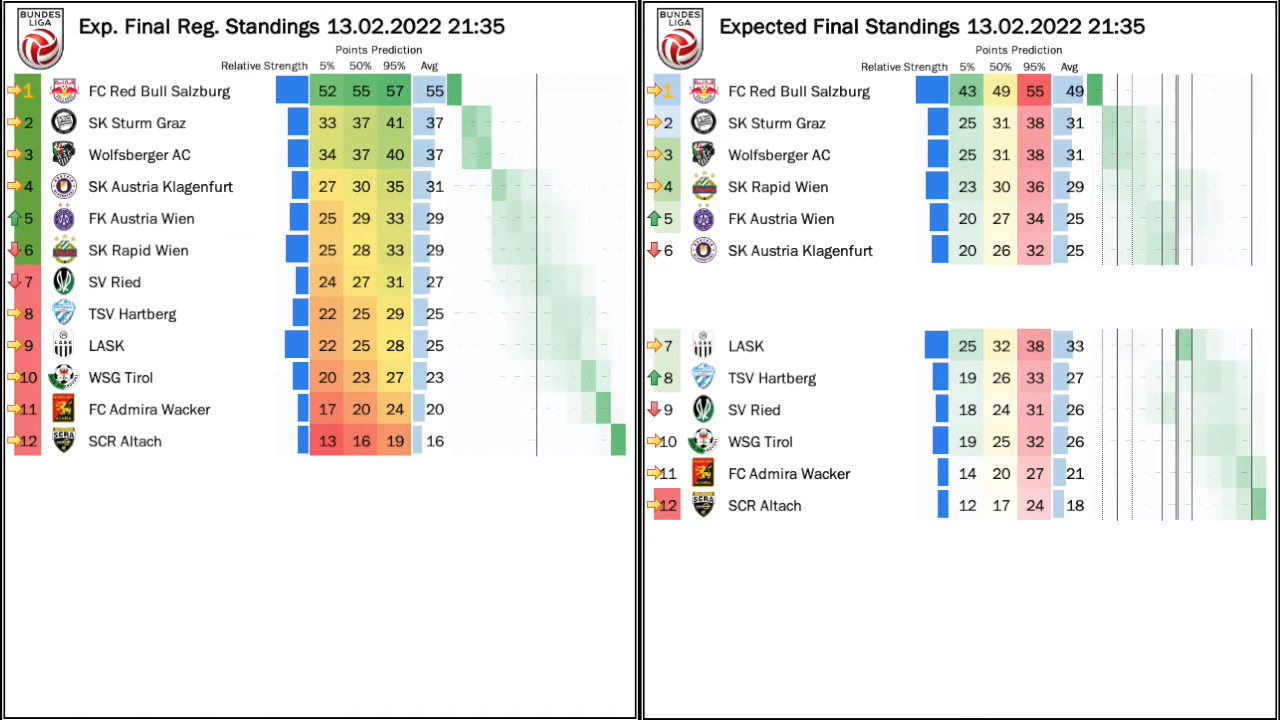 BUNDES
LIGA
Exp. Final Reg. Standings 13.02.2022 21:35
Points Prediction
Relative Strength 5% 50% 95% Avg
1 FC Red Bull Salzburg 52 55 57 55
2 SK Sturm Graz 33 37 41 37
3 Wolfsberger AC 34 37 40 37
4 SK Austria Klagenfurt 27 30 35 31
5 FK Austria Wien 25 29 33 29
6 SK Rapid Wien 25 28 33 29
7 SV Ried 24 27 31 27
8 TSV Hartberg 22 25 29 25
9 LASK 22 25 28 25
10 WSG Tirol 20 23 27 23
11 FC Admira Wacker 17 20 24 20
12 SCR Altach 13 16 19 16
BUNDES
LIGA
Expected Final Standings 13.02.2022 21:35
Points Prediction
Relative Strength 5% 50% 95% Avg
1 FC Red Bull Salzburg 43 49 55 49
2 SK Sturm Graz 25 31 38 31
3 Wolfsberger AC 25 31 38 31
4 SK Rapid Wien 23 30 36 29
5 FK Austria Wien 20 27 34 25
6 SK Austria Klagenfurt 20 26 32 25
7 LASK 25 32 38 33
8 TSV Hartberg 19 26 33 27
9 SV Ried 18 24 31 26
10 WSG Tirol 19 25 32 26
11 FC Admira Wacker 14 20 27 21
12 SCR Altach 12 17 24 18